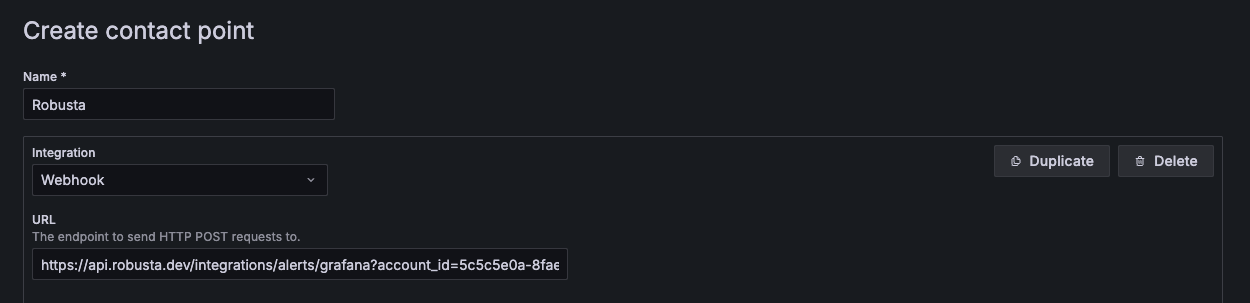 Create contact point
Name *
Robusta
Integration
Webhook
Duplicate
Delete
URL
The endpoint to send HTTP POST requests to.
https://api.robusta.dev/integrations/alerts/grafana?account_id=5c5c5e0a-8fae